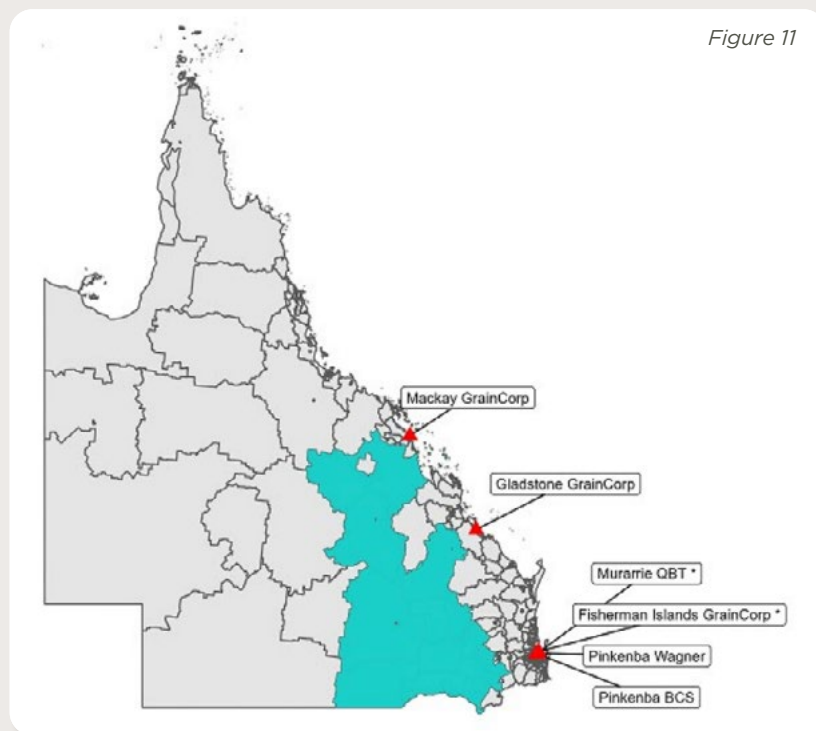 Figure 11
Mackay GrainCorp
Gladstone GrainCorp
Murarrie QBT *
Fisherman Islands GrainCorp *
Pinkenba Wagner
Pinkenba BCS